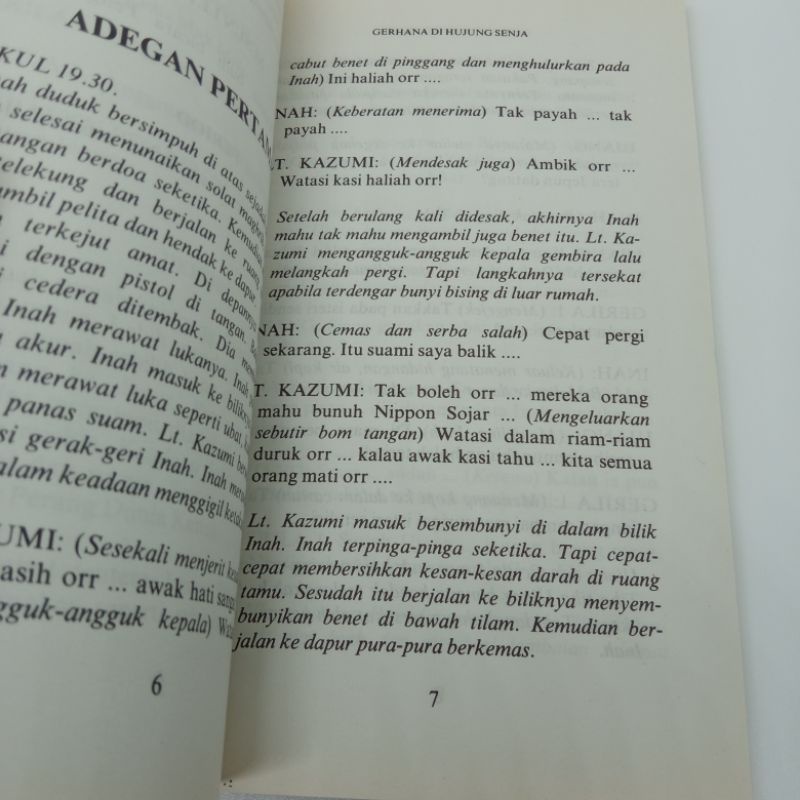 ADEGAN PERTAM
KUL 19.30.
ah duduk bersimpuh di atas sejadah
selesai menunaikan solat maghrib
angan berdoa seketika. Kemudian
elekung dan berjalan ke ruang
mbil pelita dan hendak ke dapur.
terkejut amat. Di depannya
i dengan pistol di tangan.
i cedera ditembak. Dia
Inah merawat lukanya. Inah
akur. Inah masuk ke bilik
merawat luka seperti ubat,
panas suam. Lt. Kazumi
si gerak-geri Inah. Inah
alam keadaan menggigil
UMI: (Sesekali menjerit
asih orr ... awak hati
ngguk-angguk kepala)
6
GERHANA DI HUJUNG SENJA
cabut benet di pinggang dan menghulurkan pada
Inah) Ini haliah orr ....
NAH: (Keberatan menerima) Tak payah ... tak
payah ....
LT. KAZUMI: (Mendesak juga) Ambik orr ...
Watasi kasi haliah orr!
Setelah berulang kali didesak, akhirnya Inah
mahu tak mahu mengambil juga benet itu. Lt. Ka-
zumi mengangguk-angguk kepala gembira lalu
melangkah pergi. Tapi langkahnya tersekat
apabila terdengar bunyi bising di luar rumah.
NAH: (Cemas dan serba salah) Cepat pergi
sekarang. Itu suami saya balik ....
T. KAZUMI: Tak boleh orr ... mereka orang
mahu bunuh Nippon Sojar ... (Mengeluarkan
sebutir bom tangan) Watasi dalam riam-riam
duruk orr ... kalau awak kasi tahu ... kita semua
orang mati orr ....
Lt. Kazumi masuk bersembunyi di dalam bilik
Inah. Inah terpinga-pinga seketika. Tapi cepat-
cepat membersihkan kesan-kesan darah di ruang
tamu. Sesudah itu berjalan ke biliknya menyem-
bunyikan benet di bawah tilam. Kemudian ber-
jalan ke dapur pura-pura berkemas.
7